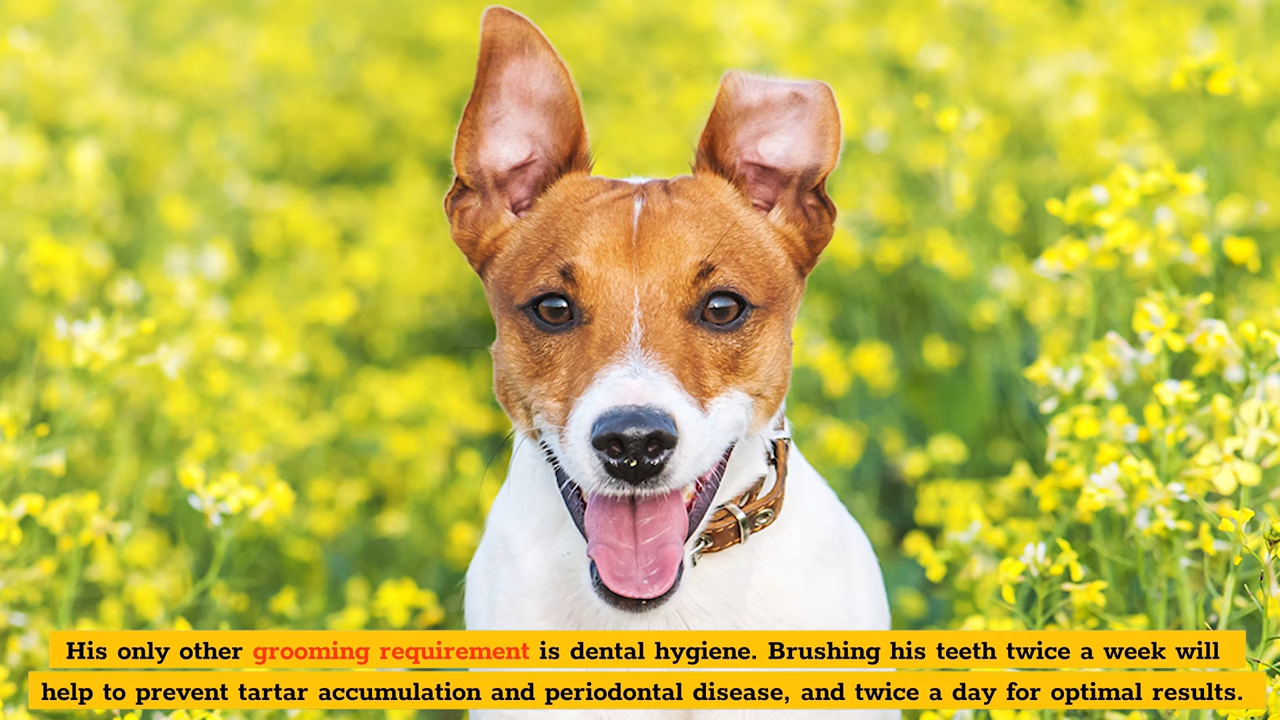 His only other grooming requirement is dental hygiene. Brushing his teeth twice a week will
help to prevent tartar accumulation and periodontal disease, and twice a day for optimal results.